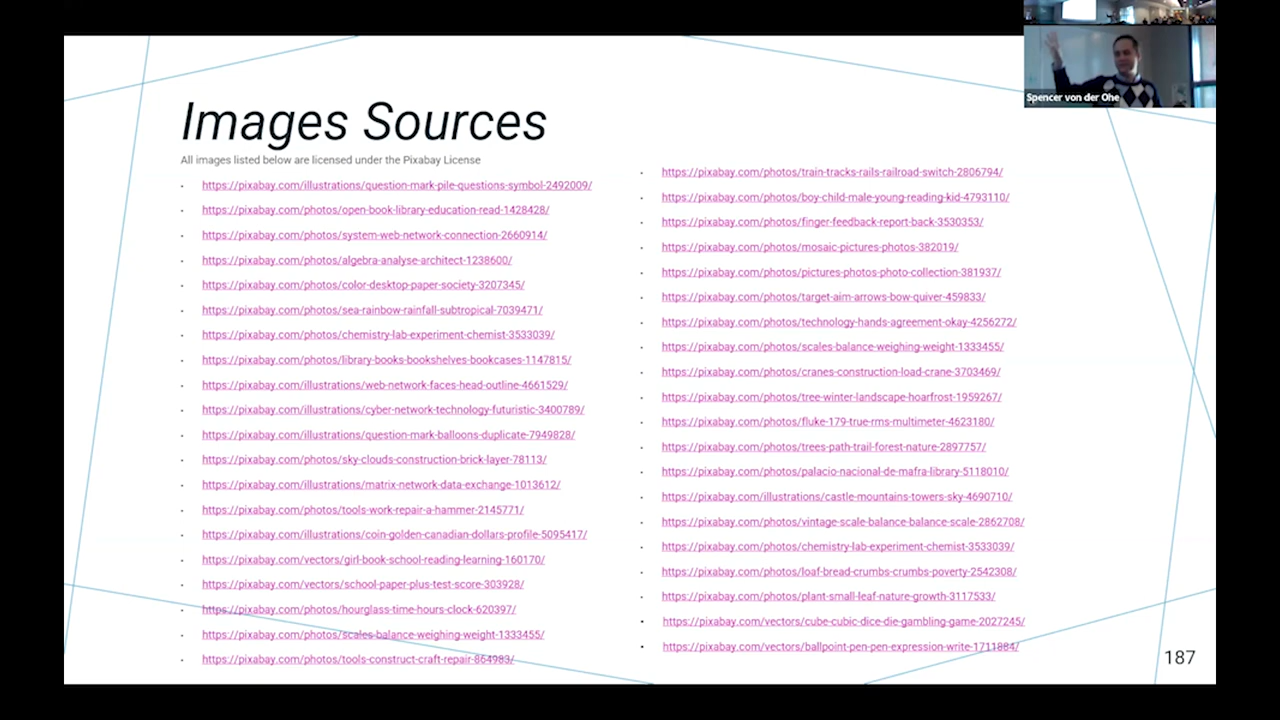 Images Sources
All images listed below are licensed under the Pixabay License
https://pixabay.com/illustrations/question-mark-pile-questions-symbol-2492009/
https://pixabay.com/photos/open-book-library-education-read-1428428/
https://pixabay.com/photos/system-web-network-connection-2660914/
https://pixabay.com/photos/algebra-analyse-architect-1238600/
https://pixabay.com/photos/color-desktop-paper-society-3207345/
https://pixabay.com/photos/sea-rainbow-rainfall-subtropical-7039471/
https://pixabay.com/photos/chemistry-lab-experiment-chemist-3533039/
https://pixabay.com/photos/library-books-bookshelves-bookcases-1147815/
https://pixabay.com/illustrations/web-network-faces-head-outline-4661529/
https://pixabay.com/illustrations/cyber-network-technology-futuristic-3400789/
https://pixabay.com/illustrations/question-mark-balloons-duplicate-7949828/
https://pixabay.com/photos/sky-clouds-construction-brick-layer-78113/
https://pixabay.com/illustrations/matrix-network-data-exchange-1013612/
https://pixabay.com/photos/tools-work-repair-a-hammer-2145771/
https://pixabay.com/illustrations/coin-golden-canadian-dollars-profile-5095417/
https://pixabay.com/vectors/girl-book-school-reading-learning-160170/
https://pixabay.com/vectors/school-paper-plus-test-score-303928/
https://pixabay.com/photos/hourglass-time-hours-clock-620397/
https://pixabay.com/photos/scales-balance-weighing-weight-1333455/
https://pixabay.com/photos/tools-construct-craft-repair-864983/
https://pixabay.com/photos/train-tracks-rails-railroad-switch-2806794/
https://pixabay.com/photos/boy-child-male-young-reading-kid-4793110/
https://pixabay.com/photos/finger-feedback-report-back-3530353/
https://pixabay.com/photos/mosaic-pictures-photos-382019/
https://pixabay.com/photos/pictures-photos-photo-collection-381937/
https://pixabay.com/photos/target-aim-arrows-bow-quiver-459833/
https://pixabay.com/photos/technology-hands-agreement-okay-4256272/
https://pixabay.com/photos/scales-balance-weighing-weight-1333455/
https://pixabay.com/photos/cranes-construction-load-crane-3703469/
https://pixabay.com/photos/tree-winter-landscape-hoarfrost-1959267/
https://pixabay.com/photos/fluke-179-true-rms-multimeter-4623180/
https://pixabay.com/photos/trees-path-trail-forest-nature-2897757/
https://pixabay.com/photos/palacio-nacional-de-mafra-library-5118010/
https://pixabay.com/illustrations/castle-mountains-towers-sky-4690710/
https://pixabay.com/photos/vintage-scale-balance-balance-scale-2862708/
https://pixabay.com/photos/chemistry-lab-experiment-chemist-3533039/
https://pixabay.com/photos/loaf-bread-crumbs-crumbs-poverty-2542308/
https://pixabay.com/photos/plant-small-leaf-nature-growth-3117533/
https://pixabay.com/vectors/cube-cubic-dice-die-gambling-game-2027245/
https://pixabay.com/vectors/ballpoint-pen-pen-expression-write-1711884/
187
Spencer von der Ohe